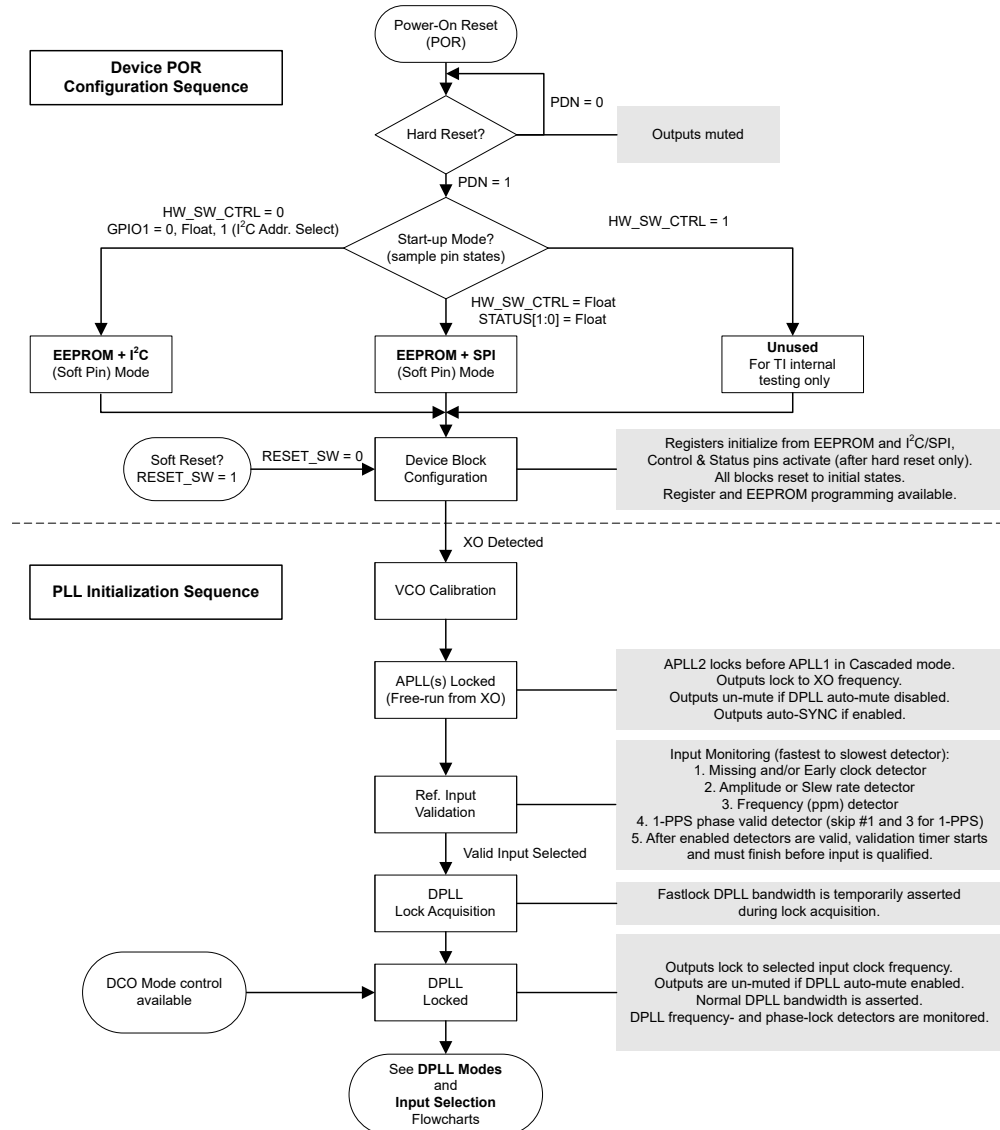 Power-On Reset
(POR)
Device POR
Configuration Sequence
PDN = 0
Hard Reset?
Outputs muted
PDN = 1
HW_SW_CTRL = 0
GPIO1 = 0, Float, 1 (I²C Addr. Select)
HW_SW_CTRL = 1
Start-up Mode?
(sample pin states)
HW_SW_CTRL = Float
STATUS[1:0] = Float
EEPROM + I²C
(Soft Pin) Mode
EEPROM + SPI
(Soft Pin) Mode
Unused
For TI internal
testing only
Soft Reset?
RESET_SW = 1
RESET_SW = 0
Device Block
Configuration
Registers initialize from EEPROM and I²C/SPI,
Control & Status pins activate (after hard reset only).
All blocks reset to initial states.
Register and EEPROM programming available.
XO Detected
PLL Initialization Sequence
VCO Calibration
APLL(s) Locked
(Free-run from XO)
APLL2 locks before APLL1 in Cascaded mode.
Outputs lock to XO frequency.
Outputs un-mute if DPLL auto-mute disabled.
Outputs auto-SYNC if enabled.
Ref. Input
Validation
Input Monitoring (fastest to slowest detector):
1. Missing and/or Early clock detector
2. Amplitude or Slew rate detector
3. Frequency (ppm) detector
4. 1-PPS phase valid detector (skip #1 and 3 for 1-PPS)
5. After enabled detectors are valid, validation timer starts
and must finish before input is qualified.
Valid Input Selected
DPLL
Lock Acquisition
Fastlock DPLL bandwidth is temporarily asserted
during lock acquisition.
DCO Mode control
available
DPLL
Locked
Outputs lock to selected input clock frequency.
Outputs are un-muted if DPLL auto-mute enabled.
Normal DPLL bandwidth is asserted.
DPLL frequency- and phase-lock detectors are monitored.
See DPLL Modes
and
Input Selection
Flowcharts